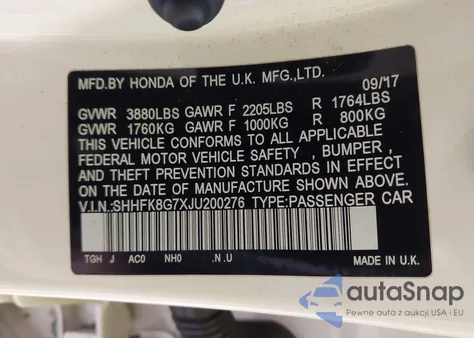 MFD.BY HONDA OF THE U.K. MFG.,LTD. 09/17
GVWR 3880LBS GAWR F 2205LBS R 1764LBS
GVWR 1760KG GAWR F 1000KG R 800KG
THIS VEHICLE CONFORMS TO ALL APPLICABLE
FEDERAL MOTOR VEHICLE SAFETY , BUMPER ,
AND THEFT PREVENTION STANDARDS IN EFFECT
ON THE DATE OF MANUFACTURE SHOWN ABOVE.
V.I.N.:SHHFK8G7XJU200276 TYPE:PASSENGER CAR
TGH J AC0 NH0 .N.U MADE IN U.K.
autoSnap
Pewne auta z aukcji USA - EU